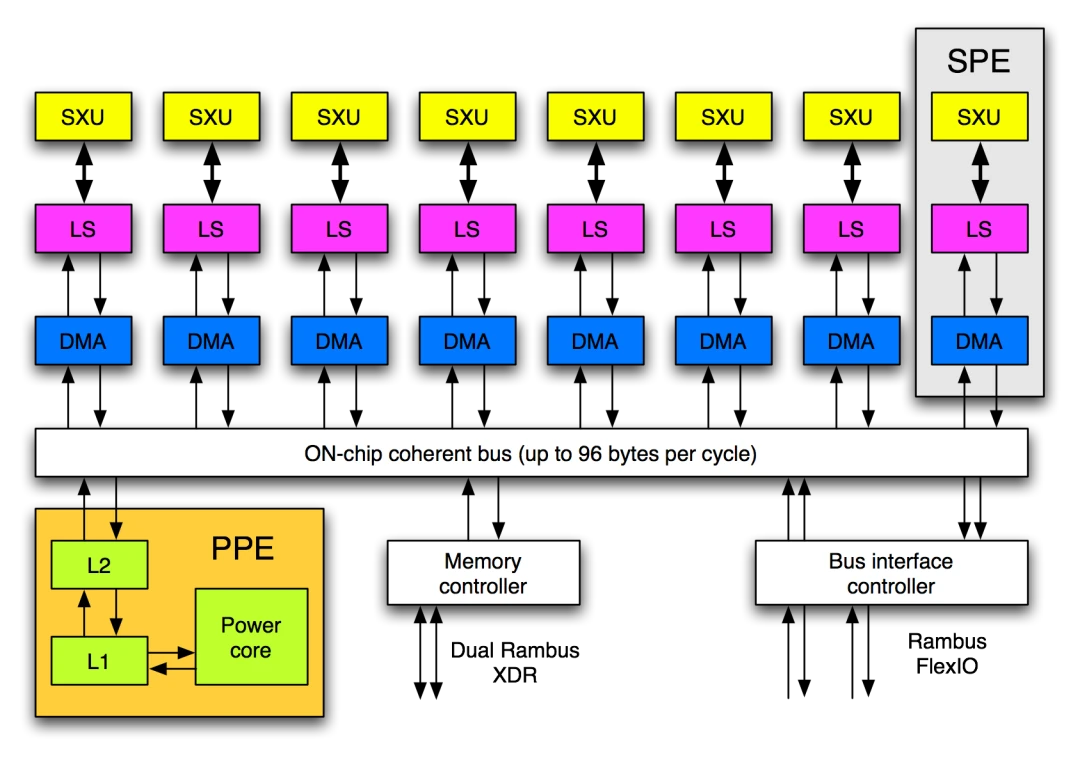 SPE
SXU SXU SXU SXU SXU SXU SXU SXU
LS LS LS LS LS LS LS LS
DMA DMA DMA DMA DMA DMA DMA DMA
ON-chip coherent bus (up to 96 bytes per cycle)
PPE
L2
L1
Power
core
Memory
controller
Dual Rambus
XDR
Bus interface
controller
Rambus
FlexIO